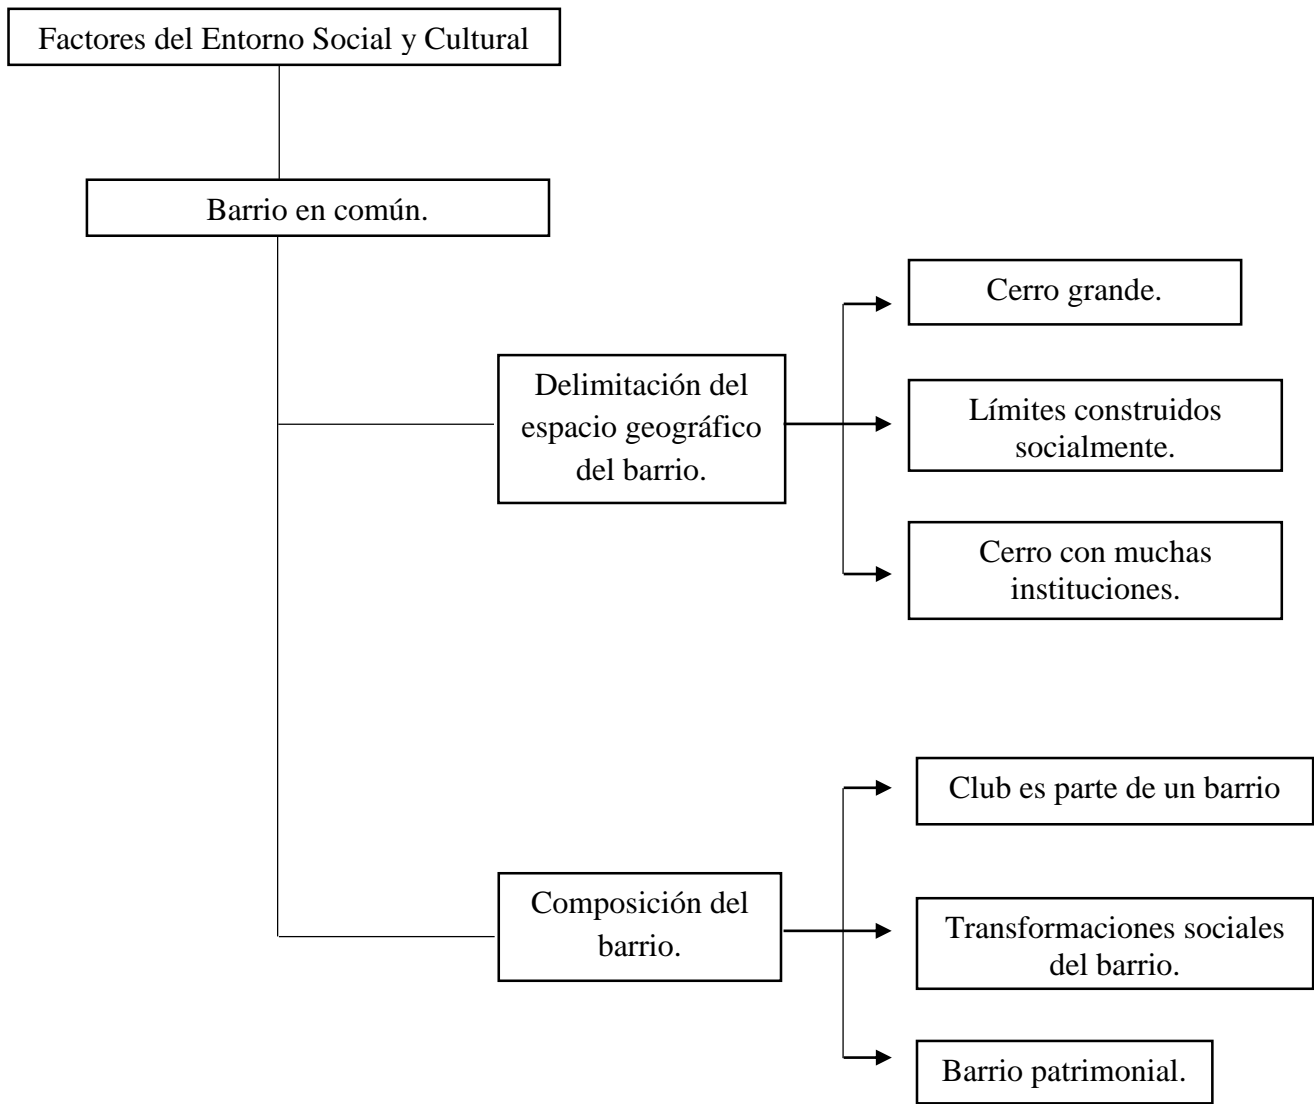 Factores del Entorno Social y Cultural
Barrio en común.
Delimitación del
espacio geográfico
del barrio.
Cerro grande.
Límites construidos
socialmente.
Cerro con muchas
instituciones.
Composición del
barrio.
Club es parte de un barrio
Transformaciones sociales
del barrio.
Barrio patrimonial.